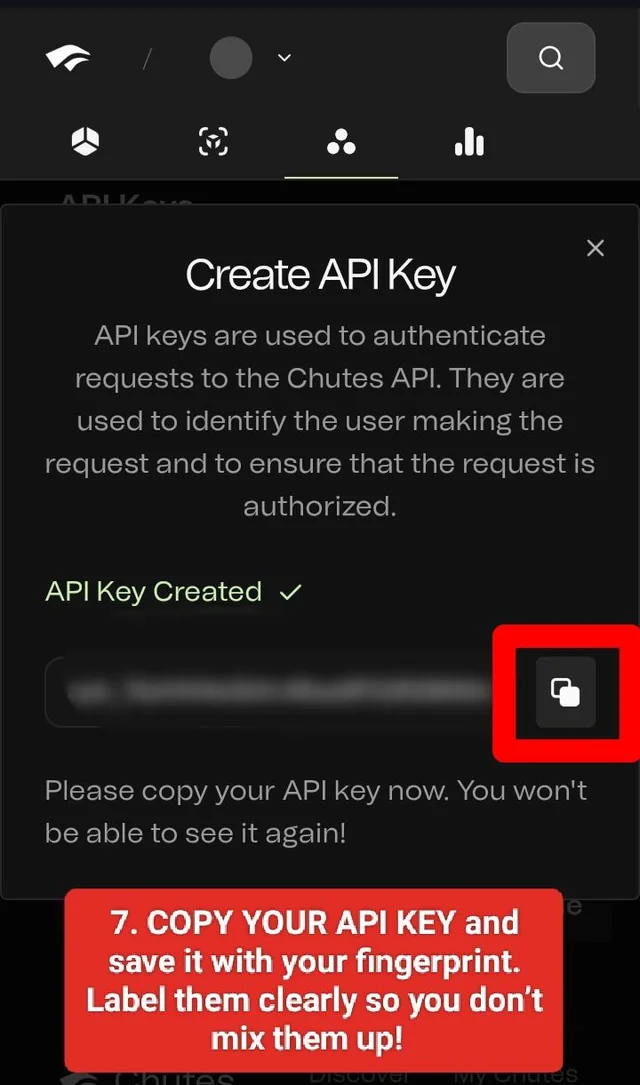 /
API Keys
Create API Key
API keys are used to authenticate
requests to the Chutes API. They are
used to identify the user making the
request and to ensure that the request is
authorized.
API Key Created
Please copy your API key now. You won't
be able to see it again!
7. COPY YOUR API KEY and
save it with your fingerprint.
Label them clearly so you don’t
mix them up!
Chutes Discover My Chutes